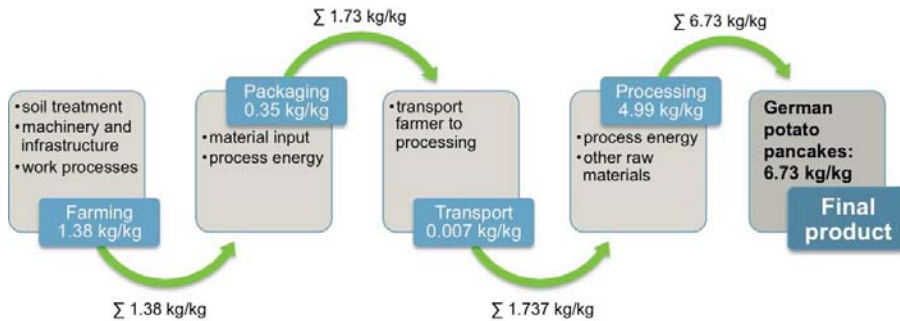 ∑ 1.73 kg/kg
∑ 6.73 kg/kg
•soil treatment
•machinery and
infrastructure
•work processes
Farming
1.38 kg/kg
∑ 1.38 kg/kg
Packaging
0.35 kg/kg
•material input
•process energy
•transport
farmer to
processing
Transport
0.007 kg/kg
∑ 1.737 kg/kg
Processing
4.99 kg/kg
•process energy
•other raw
materials
German
potato
pancakes:
6.73 kg/kg
Final
product